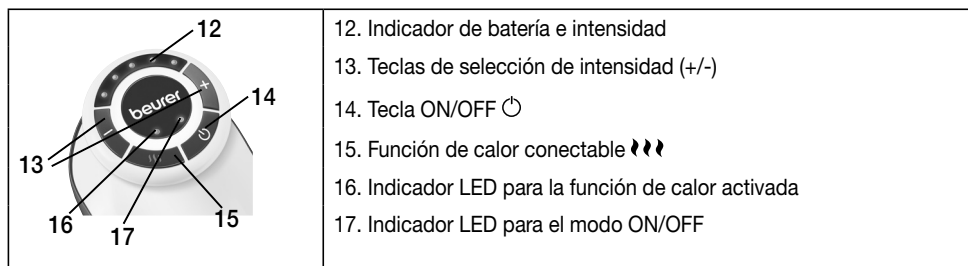 12
14
13
15
16
17
beurer
+
−
12. Indicador de batería e intensidad
13. Teclas de selección de intensidad (+/-)
14. Tecla ON/OFF
15. Función de calor conectable
16. Indicador LED para la función de calor activada
17. Indicador LED para el modo ON/OFF